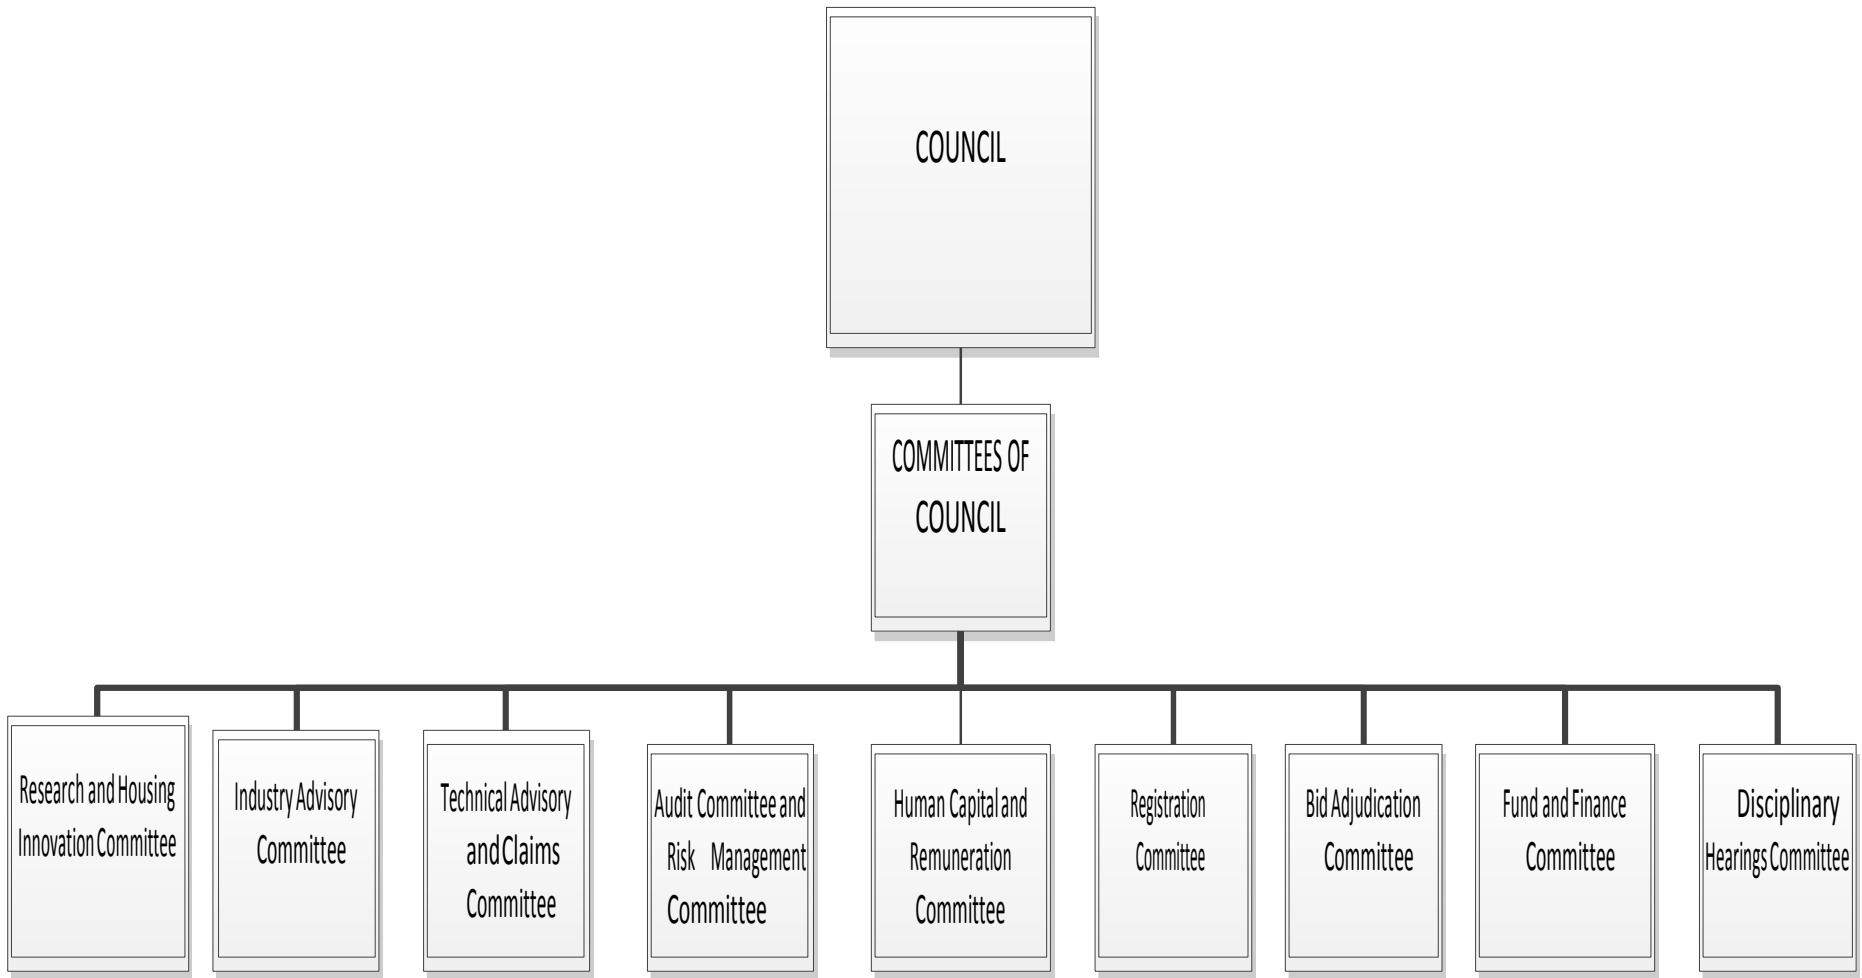 COUNCIL
COMMITTEES OF
COUNCIL
Research and Housing
Innovation Committee
Industry Advisory
Committee
Technical Advisory
and Claims
Committee
Audit Committee and
Risk Management
Committee
Human Capital and
Remuneration
Committee
Registration
Committee
Bid Adjudication
Committee
Fund and Finance
Committee
Disciplinary
Hearings Committee